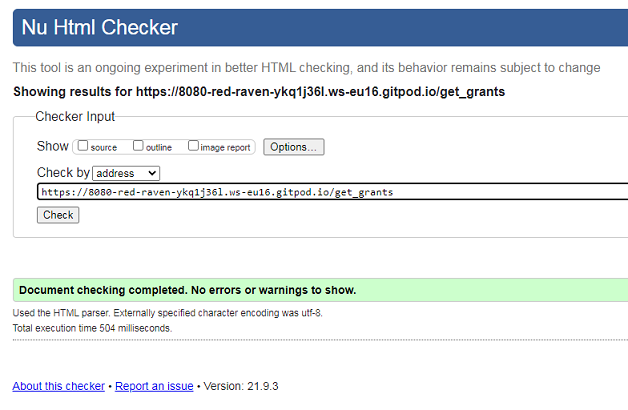 Nu Html Checker
This tool is an ongoing experiment in better HTML checking, and its behavior remains subject to change
Showing results for https://8080-red-raven-ykq1j36l.ws-eu16.gitpod.io/get_grants
Checker Input
Show source outline image report Options...
Check by address
https://8080-red-raven-ykq1j36l.ws-eu16.gitpod.io/get_grants
Check
Document checking completed. No errors or warnings to show.
Used the HTML parser. Externally specified character encoding was utf-8.
Total execution time 504 milliseconds.
About this checker • Report an issue • Version: 21.9.3